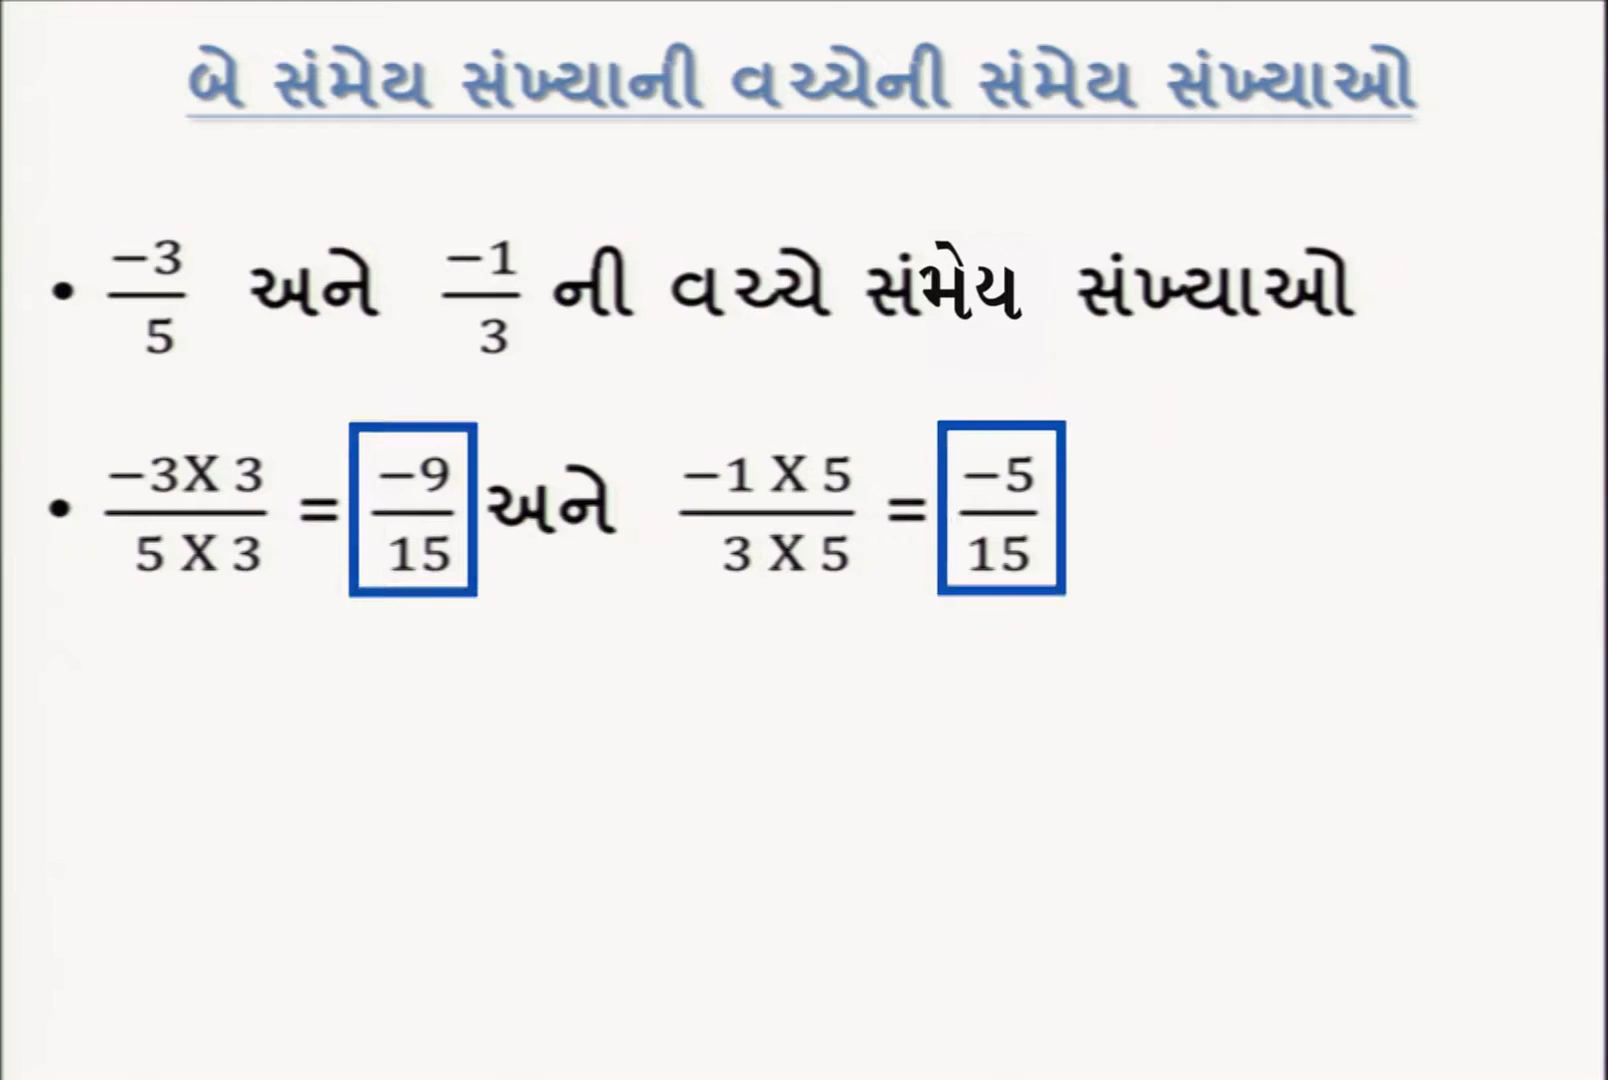 બે સંમેય સંખ્યાની વચ્ચેની સંમેય સંખ્યાઓ
• −3/5 અને −1/3 ની વચ્ચે સંમેય સંખ્યાઓ
• −3X 3/5 X 3 = −9/15 અને −1 X 5/3 X 5 = −5/15